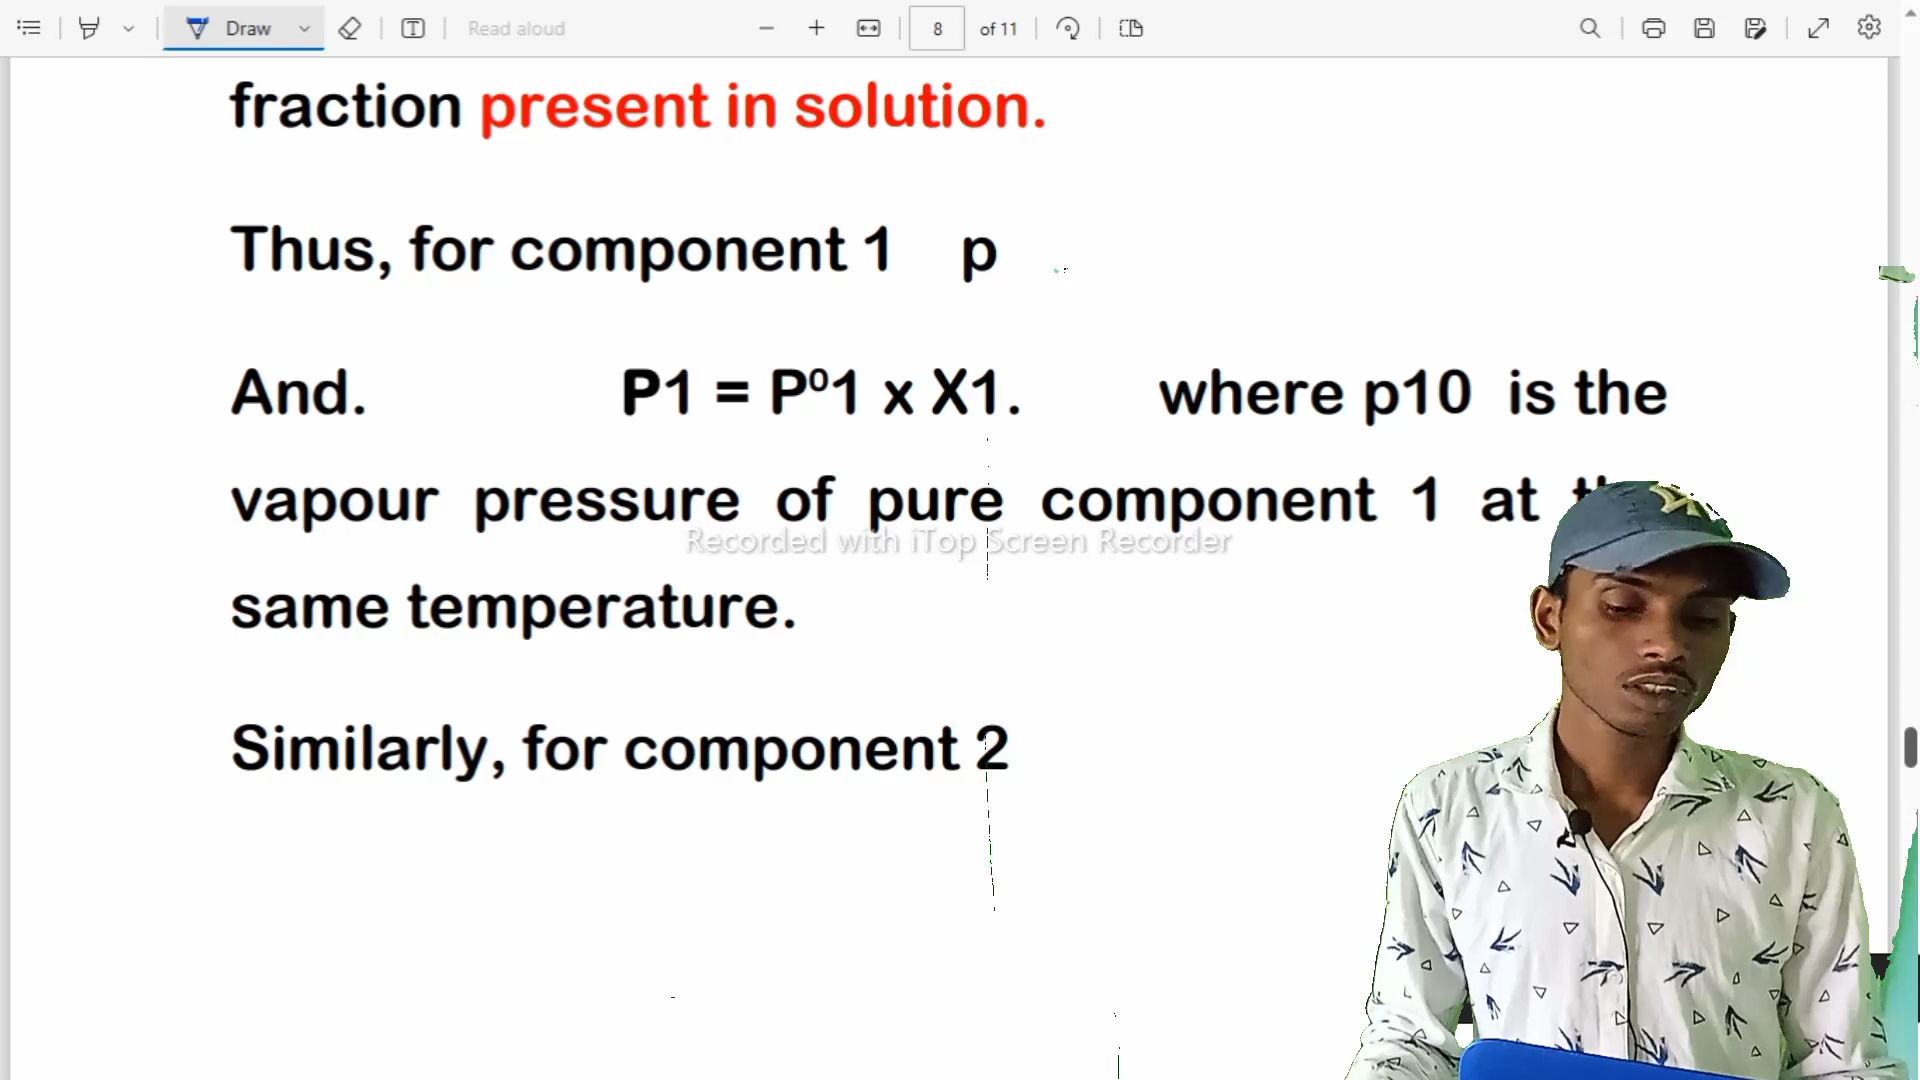 Draw
Read aloud
8 of 11
fraction present in solution.
Thus, for component 1 p
And. P1 = P⁰1 x X1. where p10 is the
vapour pressure of pure component 1 at
Recorded with iTop Screen Recorder
same temperature.
Similarly, for component 2